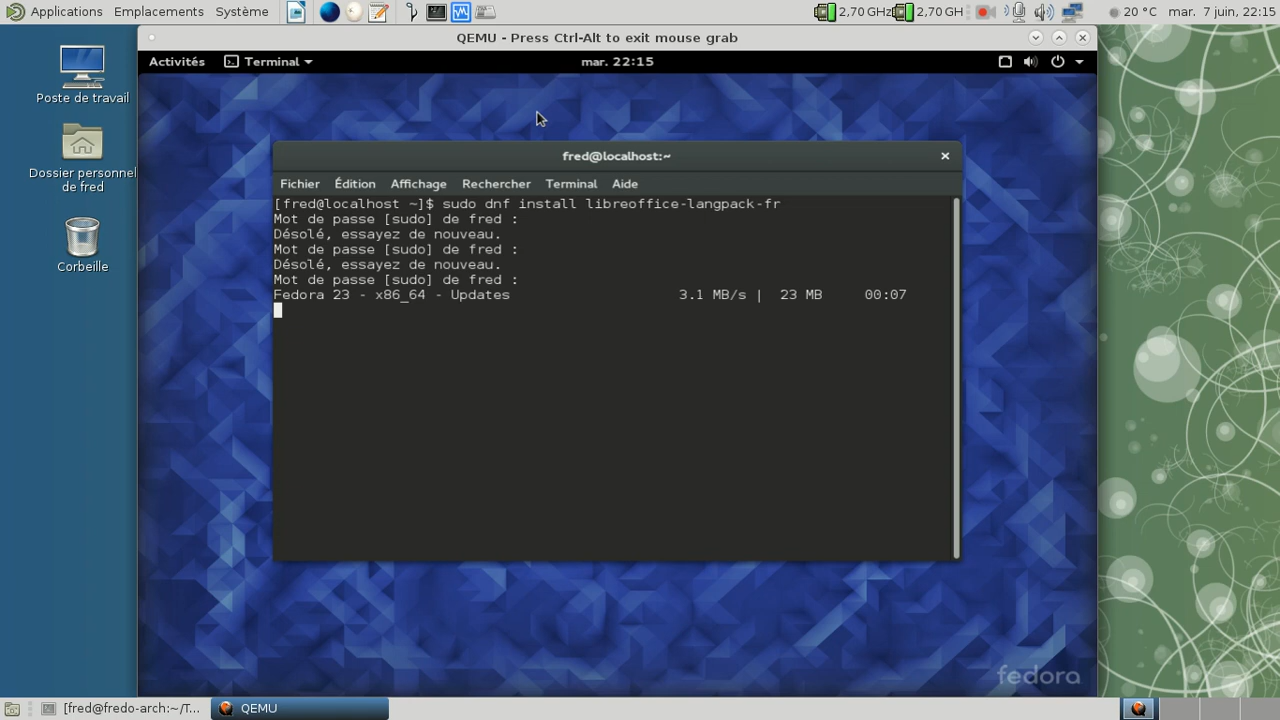 Applications Emplacements Système 2,70 GHz 2,70 GH 20 °C mar. 7 juin, 22:15
QEMU - Press Ctrl-Alt to exit mouse grab
Activités Terminal mar. 22:15
Poste de travail
Dossier personnel
de fred
Corbeille
fred@localhost:~
Fichier Édition Affichage Rechercher Terminal Aide
[fred@localhost ~]$ sudo dnf install libreoffice-langpack-fr
Mot de passe [sudo] de fred :
Désolé, essayez de nouveau.
Mot de passe [sudo] de fred :
Désolé, essayez de nouveau.
Mot de passe [sudo] de fred :
Fedora 23 - x86_64 - Updates 3.1 MB/s | 23 MB 00:07
fedora
[fred@fredo-arch:~/T... QEMU